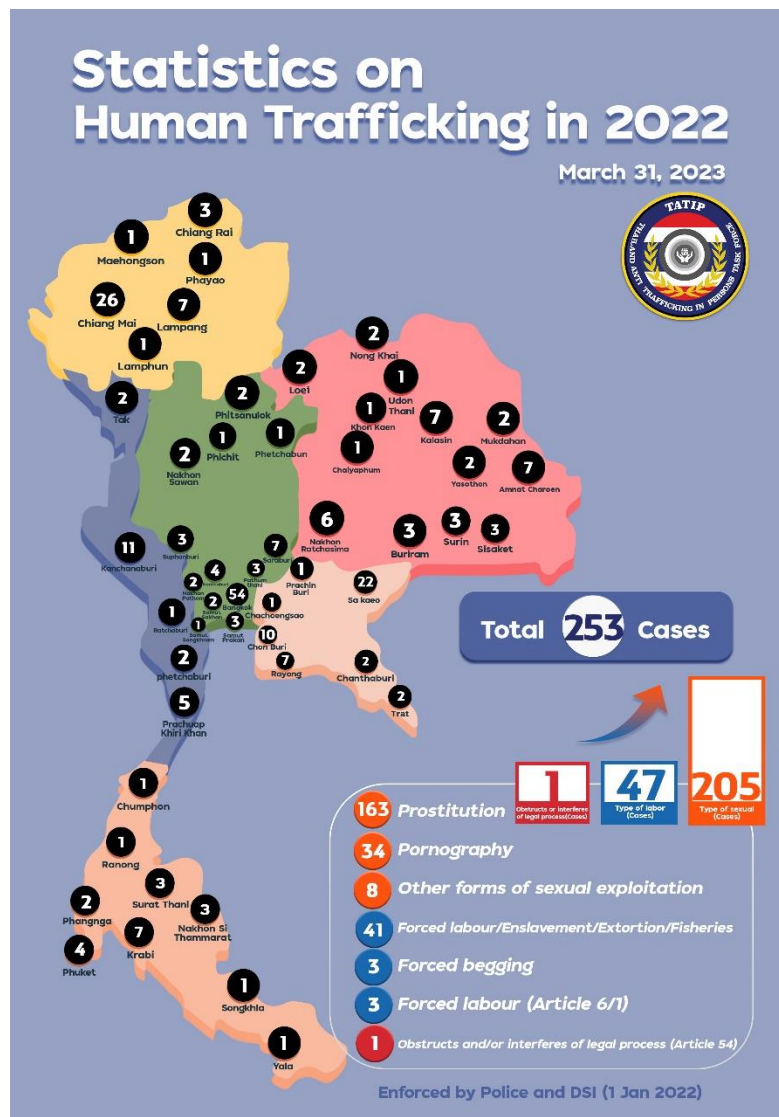 Statistics on
Human Trafficking in 2022
March 31, 2023
TATIP
THAILAND ANTI TRAFFICKING IN PERSONS TASK FORCE
3
Chiang Rai
1
Maehongson
1
Phayao
26
Chiang Mai
7
Lampang
1
Lamphun
2
Nong Khai
2
Loei
1
Udon
Thani
2
Tak
2
Phitsanulok
1
Khon Kaen
7
Kalasin
2
Mukdahan
1
Phichit
1
Phetchabun
1
Chaiyaphum
2
Nakhon
Sawan
2
Yasothon
7
Amnat Charoen
6
Nakhon
Ratchasima
3
Buriram
3
Surin
3
Sisaket
11
Kanchanaburi
3
Suphanburi
7
Saraburi
4
3
Pathum
thani
1
Prachin
Buri
22
Sa kaeo
2
Nakhon
Pathom
54
Bangkok
2
Samut
Sakhon
1
Chachoengsao
1
Ratchaburi
1
Samut
Songkhram
3
Samut
Prakan
10
Chon Buri
Total 253 Cases
2
phetchaburi
7
Rayong
2
Chanthaburi
2
Trat
5
Prachuap
Khiri Khan
1
Obstructs or interferes
of legal process(Cases)
47
Type of labor
(Cases)
205
Type of sexual
(Cases)
1
Chumphon
1
Ranong
3
Surat Thani
2
Phangnga
3
Nakhon Si
Thammarat
7
Krabi
4
Phuket
1
Songkhla
1
Yala
163 Prostitution
34 Pornography
8 Other forms of sexual exploitation
41 Forced labour/Enslavement/Extortion/Fisheries
3 Forced begging
3 Forced labour (Article 6/1)
1 Obstructs and/or interferes of legal process (Article 54)
Enforced by Police and DSI (1 Jan 2022)